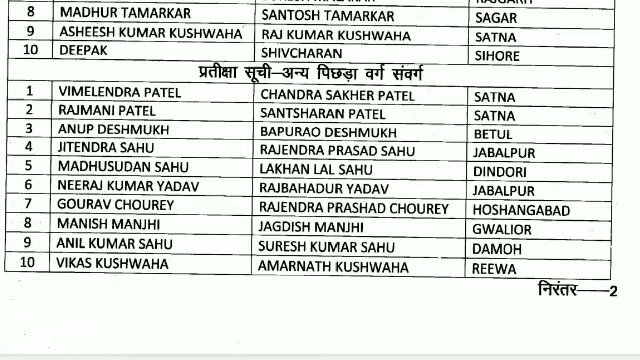 8 MADHUR TAMARKAR SANTOSH TAMARKAR SAGAR
9 ASHEESH KUMAR KUSHWAHA RAJ KUMAR KUSHWAHA SATNA
10 DEEPAK SHIVCHARAN SIHORE
प्रतीक्षा सूची–अन्य पिछड़ा वर्ग संवर्ग
1 VIMELENDRA PATEL CHANDRA SAKHER PATEL SATNA
2 RAJMANI PATEL SANTSHARAN PATEL SATNA
3 ANUP DESHMUKH BAPURAO DESHMUKH BETUL
4 JITENDRA SAHU RAJENDRA PRASAD SAHU JABALPUR
5 MADHUSUDAN SAHU LAKHAN LAL SAHU DINDORI
6 NEERAJ KUMAR YADAV RAJBAHADUR YADAV JABALPUR
7 GOURAV CHOUREY RAJENDRA PRASHAD CHOUREY HOSHANGABAD
8 MANISH MANJHI JAGDISH MANJHI GWALIOR
9 ANIL KUMAR SAHU SURESH KUMAR SAHU DAMOH
10 VIKAS KUSHWAHA AMARNATH KUSHWAHA REEWA
निरंतर——2